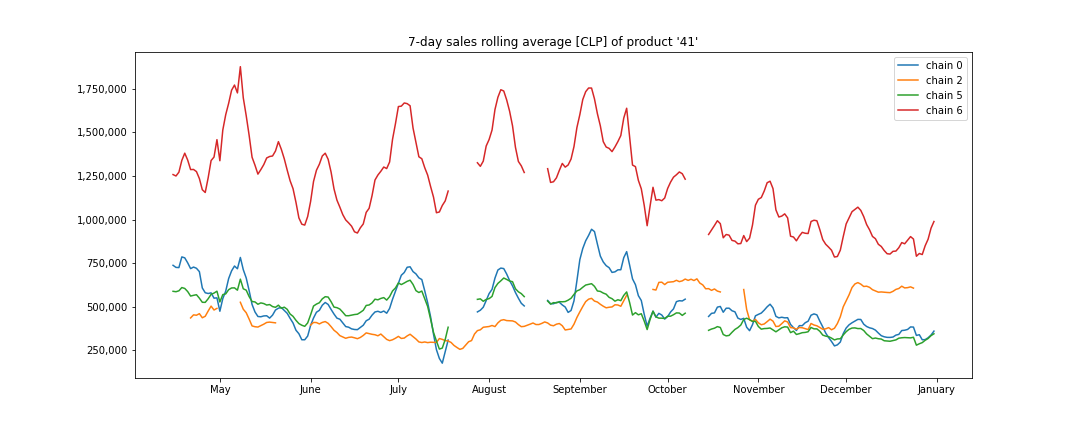 7-day sales rolling average [CLP] of product '41'
chain 0
chain 2
chain 5
chain 6
1,750,000
1,500,000
1,250,000
1,000,000
750,000
500,000
250,000
May June July August September October November December January